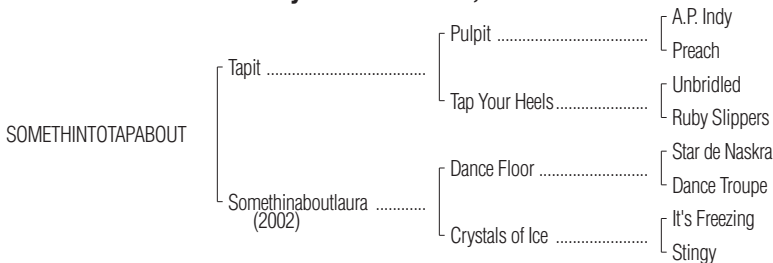 A.P. Indy
Pulpit ......................................
Preach
Tapit .....................................
Unbridled
Tap Your Heels.......................
Ruby Slippers
SOMETHINTOTAPABOUT
Star de Naskra
Dance Floor ...........................
Dance Troupe
Somethinaboutlaura ............
(2002)
It's Freezing
Crystals of Ice .......................
Stingy